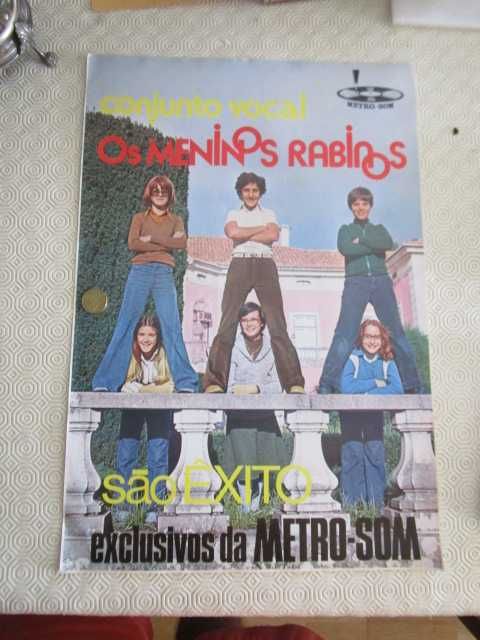 METRO-SOM
conjunto vocal
Os MENINOS RABINOS
são ÊXITO
exclusivos da METRO-SOM